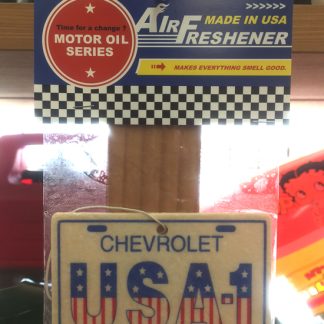 Time for a change ?
MOTOR OIL
SERIES
AIR FRESHENER
MADE IN USA
>>>>>>
MAKES EVERYTHING SMELL GOOD.
CHEVROLET
USA-1